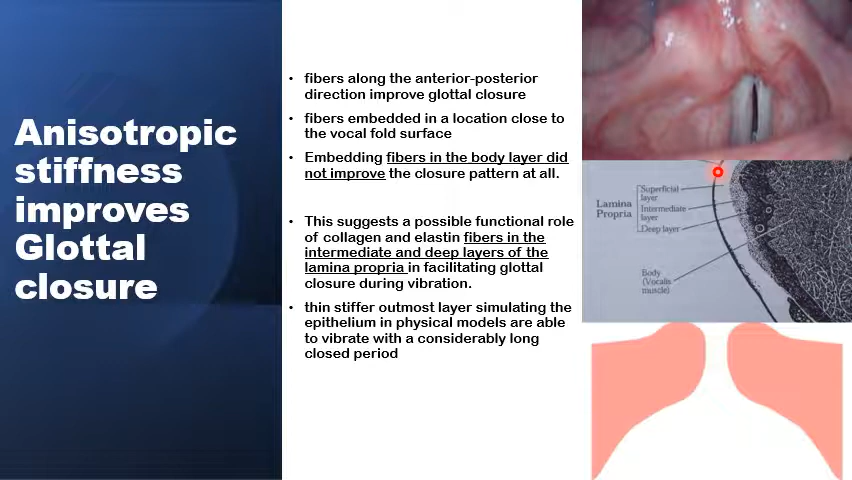 Anisotropic
stiffness
improves
Glottal
closure
• fibers along the anterior-posterior
direction improve glottal closure
• fibers embedded in a location close to
the vocal fold surface
• Embedding fibers in the body layer did
not improve the closure pattern at all.
• This suggests a possible functional role
of collagen and elastin fibers in the
intermediate and deep layers of the
lamina propria in facilitating glottal
closure during vibration.
• thin stiffer outmost layer simulating the
epithelium in physical models are able
to vibrate with a considerably long
closed period
Lamina
Propria
Superficial
layer
Intermediate
layer
Deep layer
Body
(Vocalis
muscle)